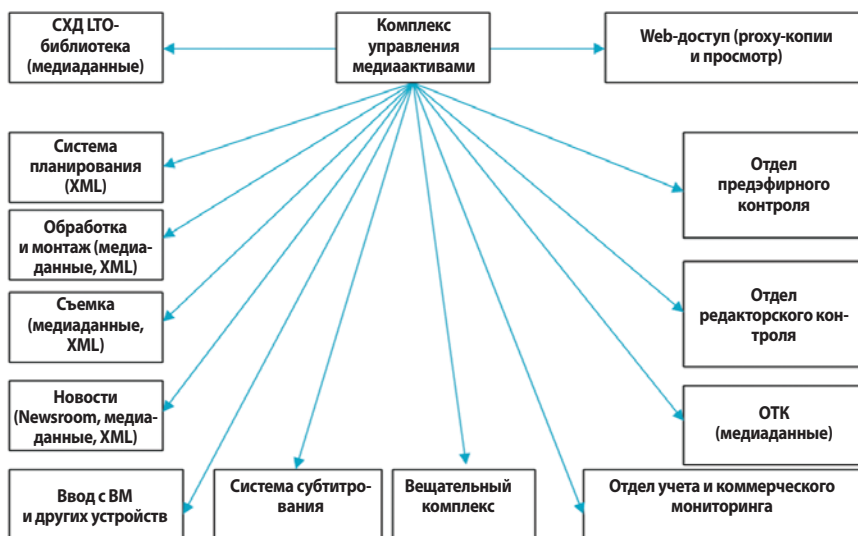 СХД LTO-
библиотека
(медиаданные)
Комплекс
управления
медиаактивами
Web-доступ (proxy-копии
и просмотр)
Система
планирования
(XML)
Обработка
и монтаж (медиа-
данные, XML)
Съемка
(медиаданные,
XML)
Новости
(Newsroom, медиа-
данные, XML)
Ввод с ВМ
и других устройств
Система субтитро-
вания
Вещательный
комплекс
Отдел учета и коммерческого
мониторинга
Отдел
предэфирного
контроля
Отдел
редакторского кон-
троля
ОТК
(медиаданные)